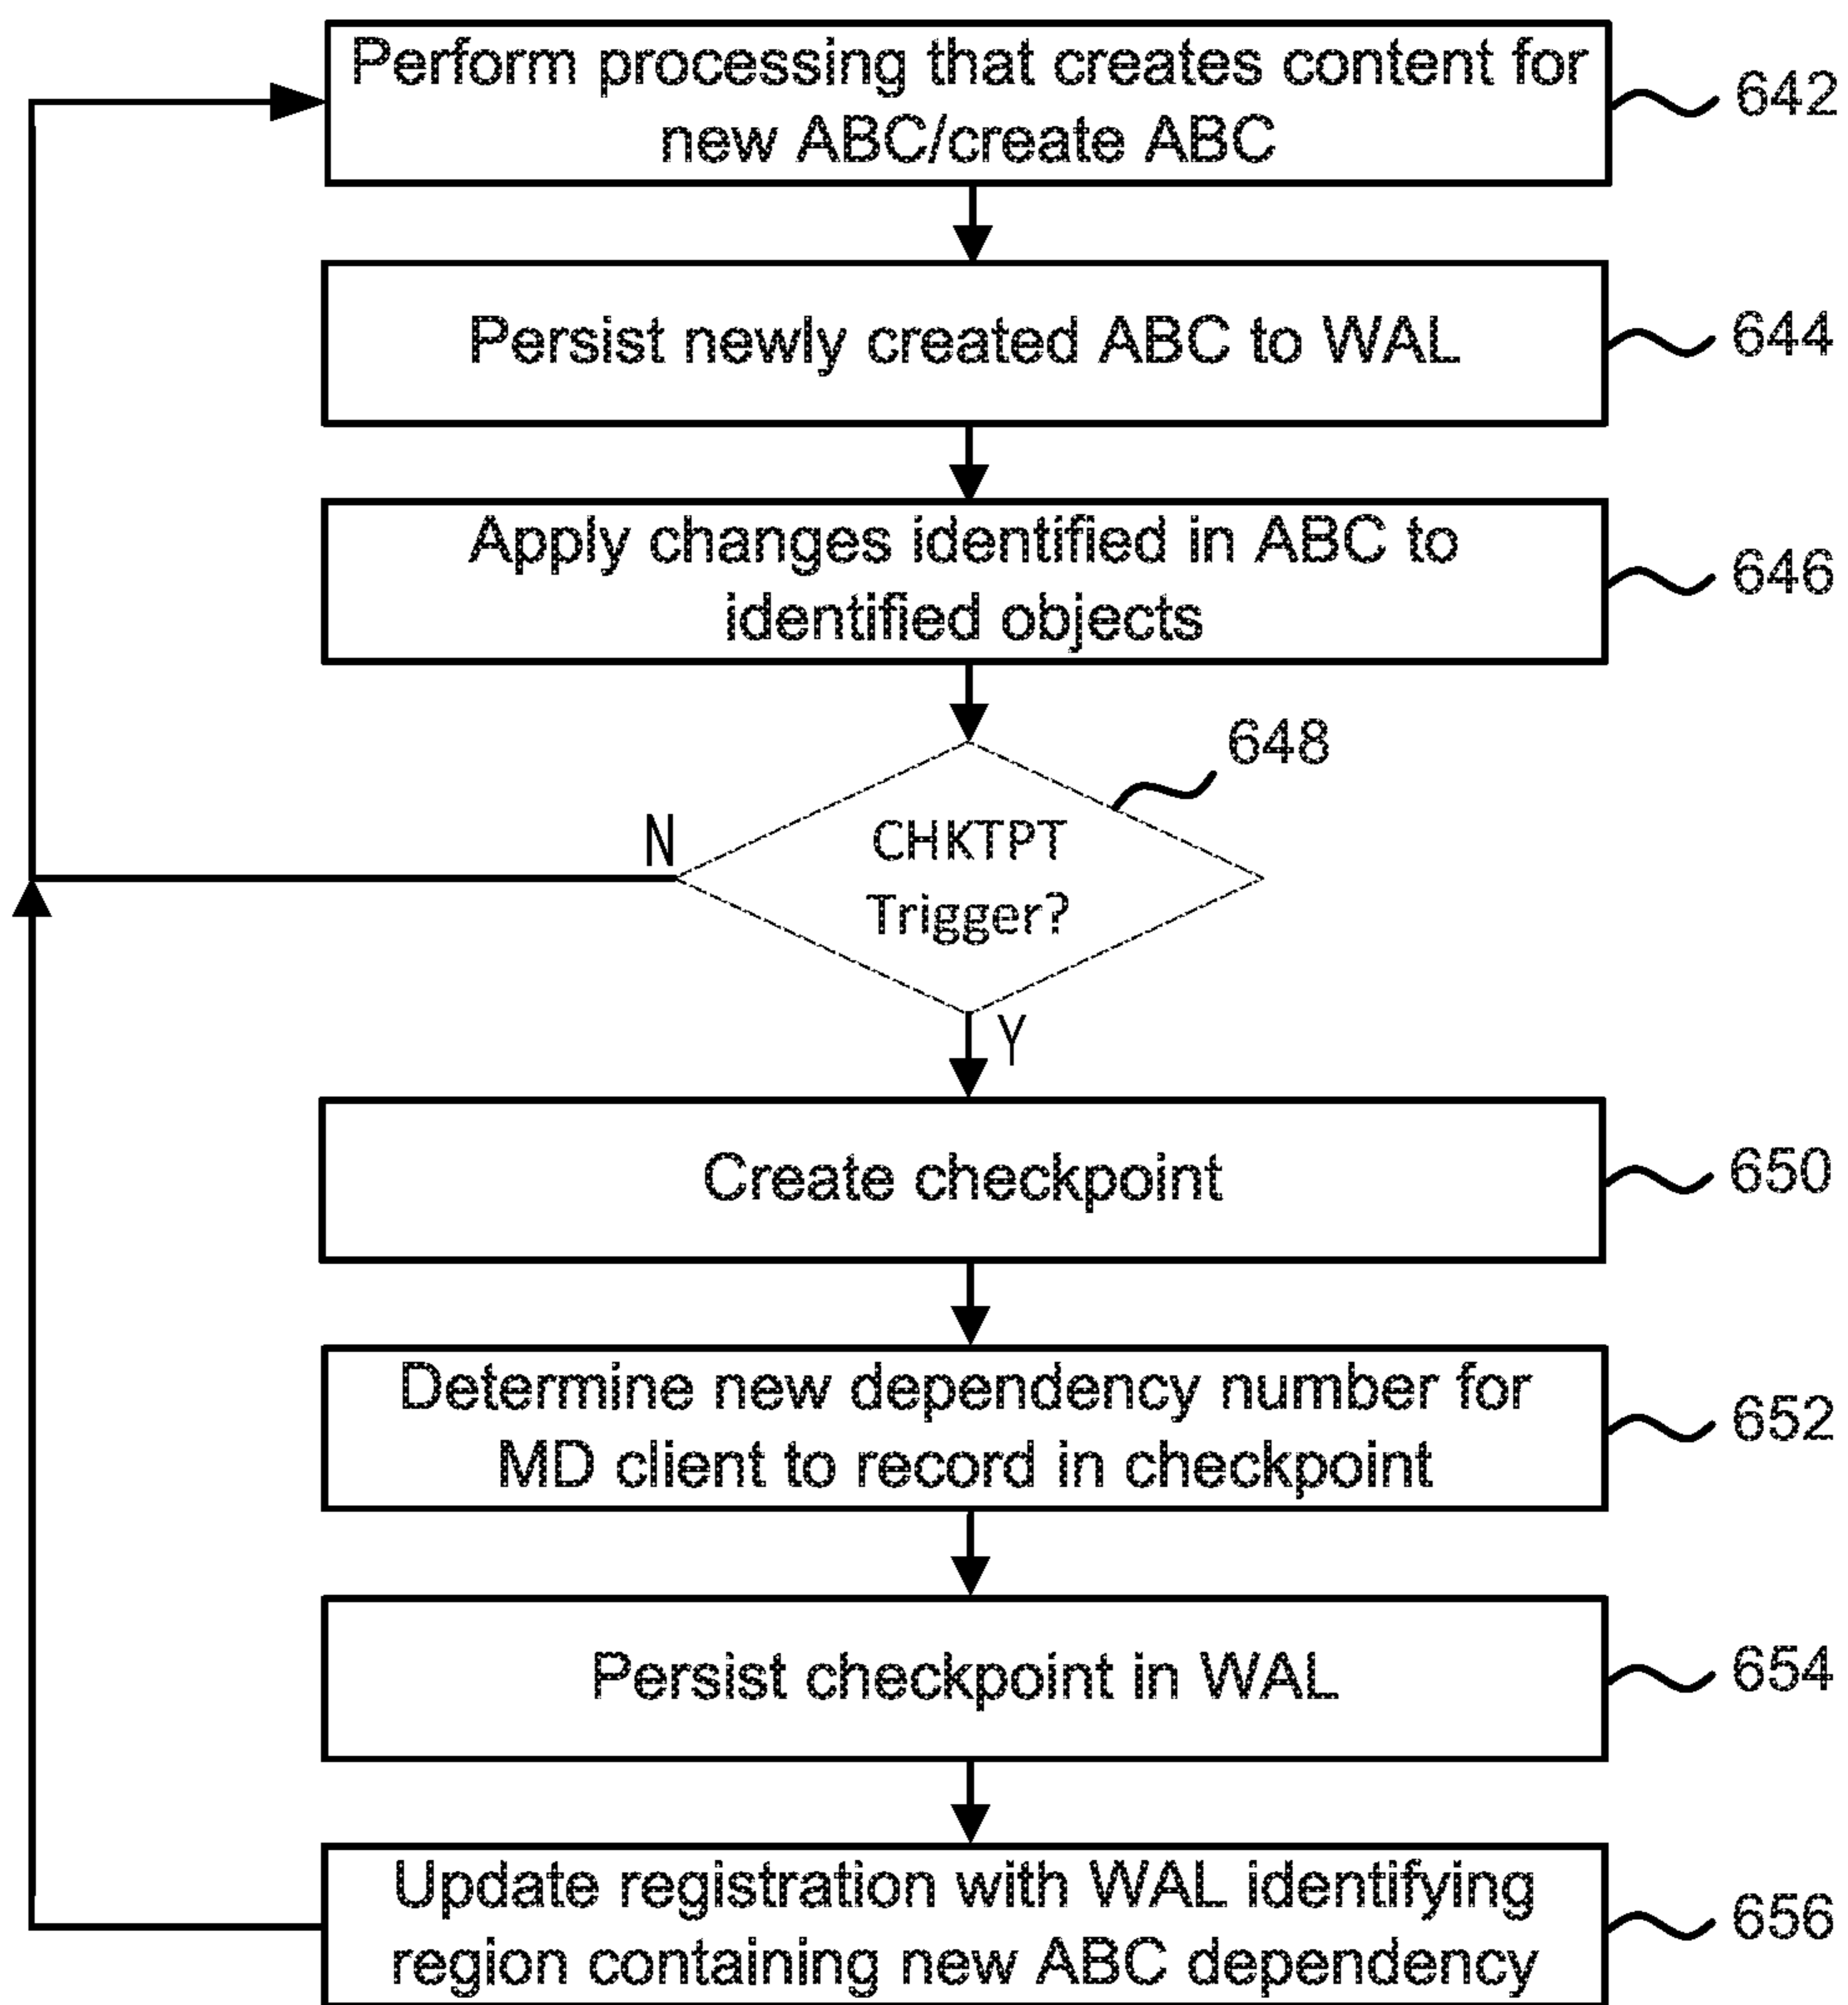 Perform processing that creates content for
new ABC/create ABC
642
Persist newly created ABC to WAL
644
Apply changes identified in ABC to
identified objects
646
648
CHKTPT
Trigger?
N
Y
Create checkpoint
650
Determine new dependency number for
MD client to record in checkpoint
652
Persist checkpoint in WAL
654
Update registration with WAL identifying
region containing new ABC dependency
656